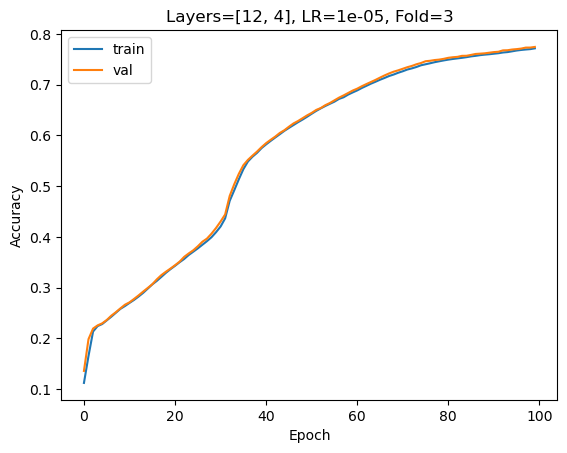 Layers=[12, 4], LR=1e-05, Fold=3
train
val
0.8
0.7
0.6
0.5
0.4
0.3
0.2
0.1
Accuracy
0 20 40 60 80 100
Epoch